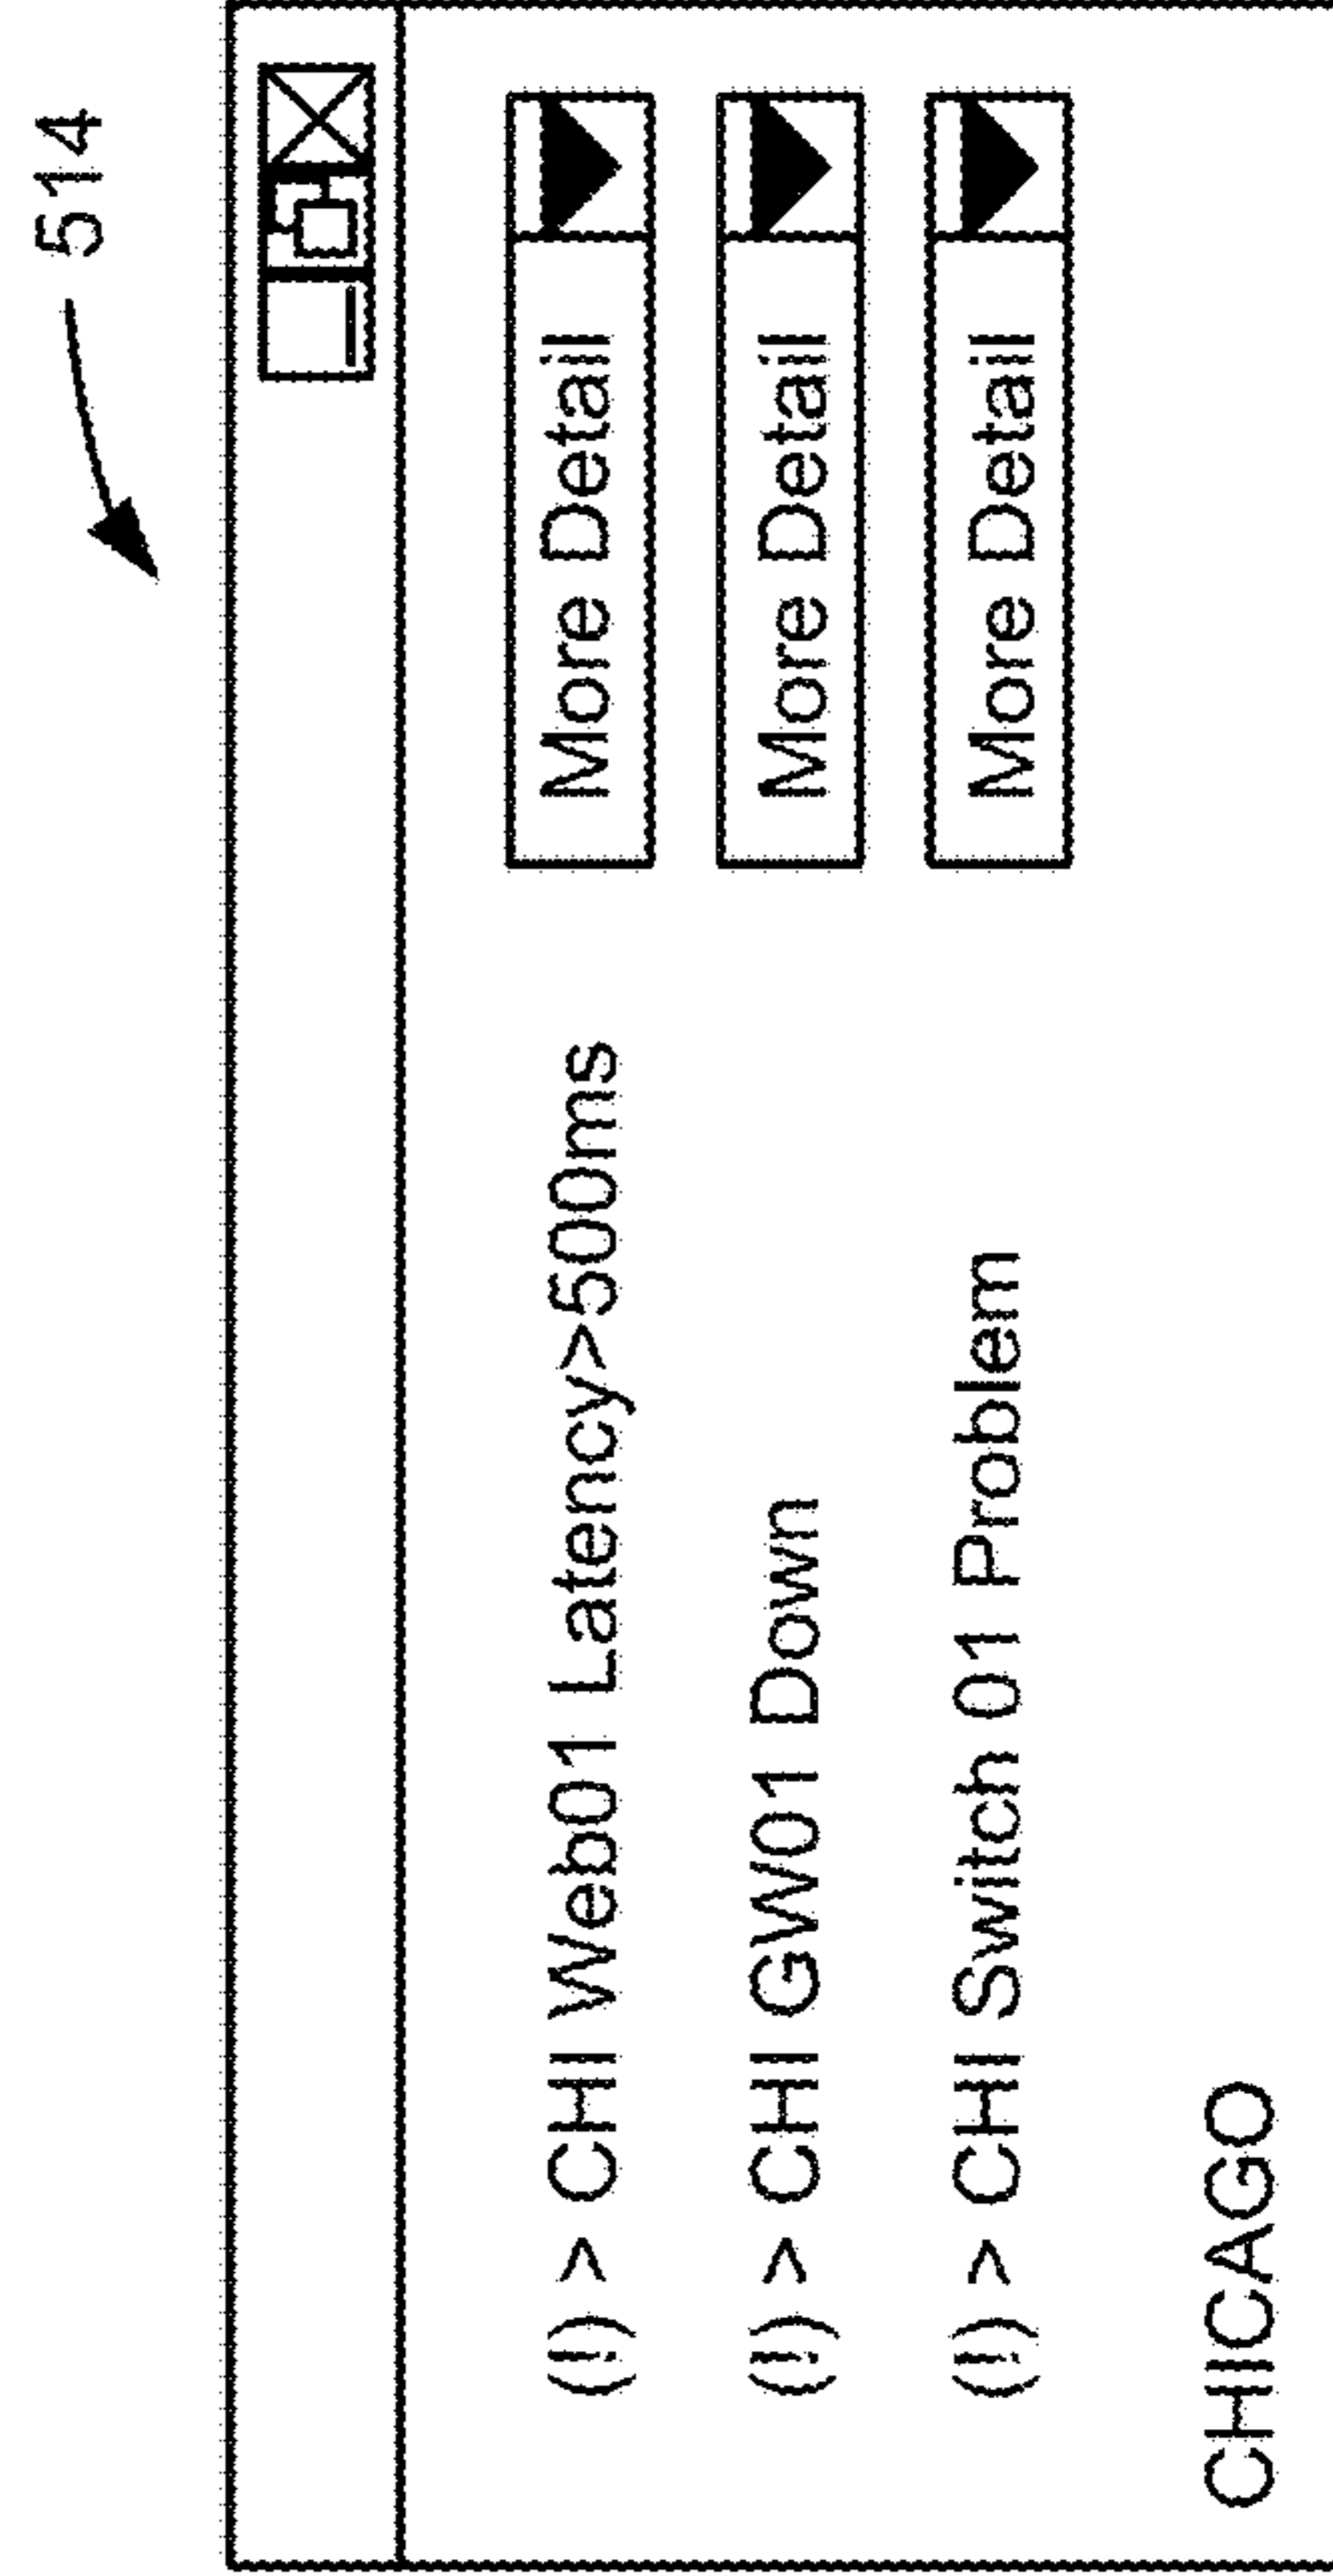 514
(!) > CHI Web01 Latency>500ms More Detail
(!) > CHI GW01 Down More Detail
(!) > CHI Switch 01 Problem More Detail
CHICAGO